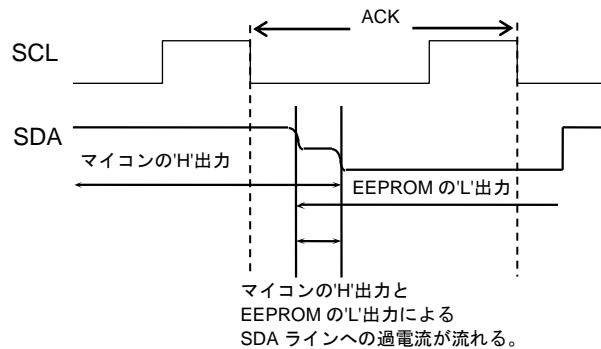 ACK
SCL
SDA
マイコンの'H'出力
EEPROM の'L'出力
マイコンの'H'出力と
EEPROM の'L'出力による
SDA ラインへの過電流が流れる。